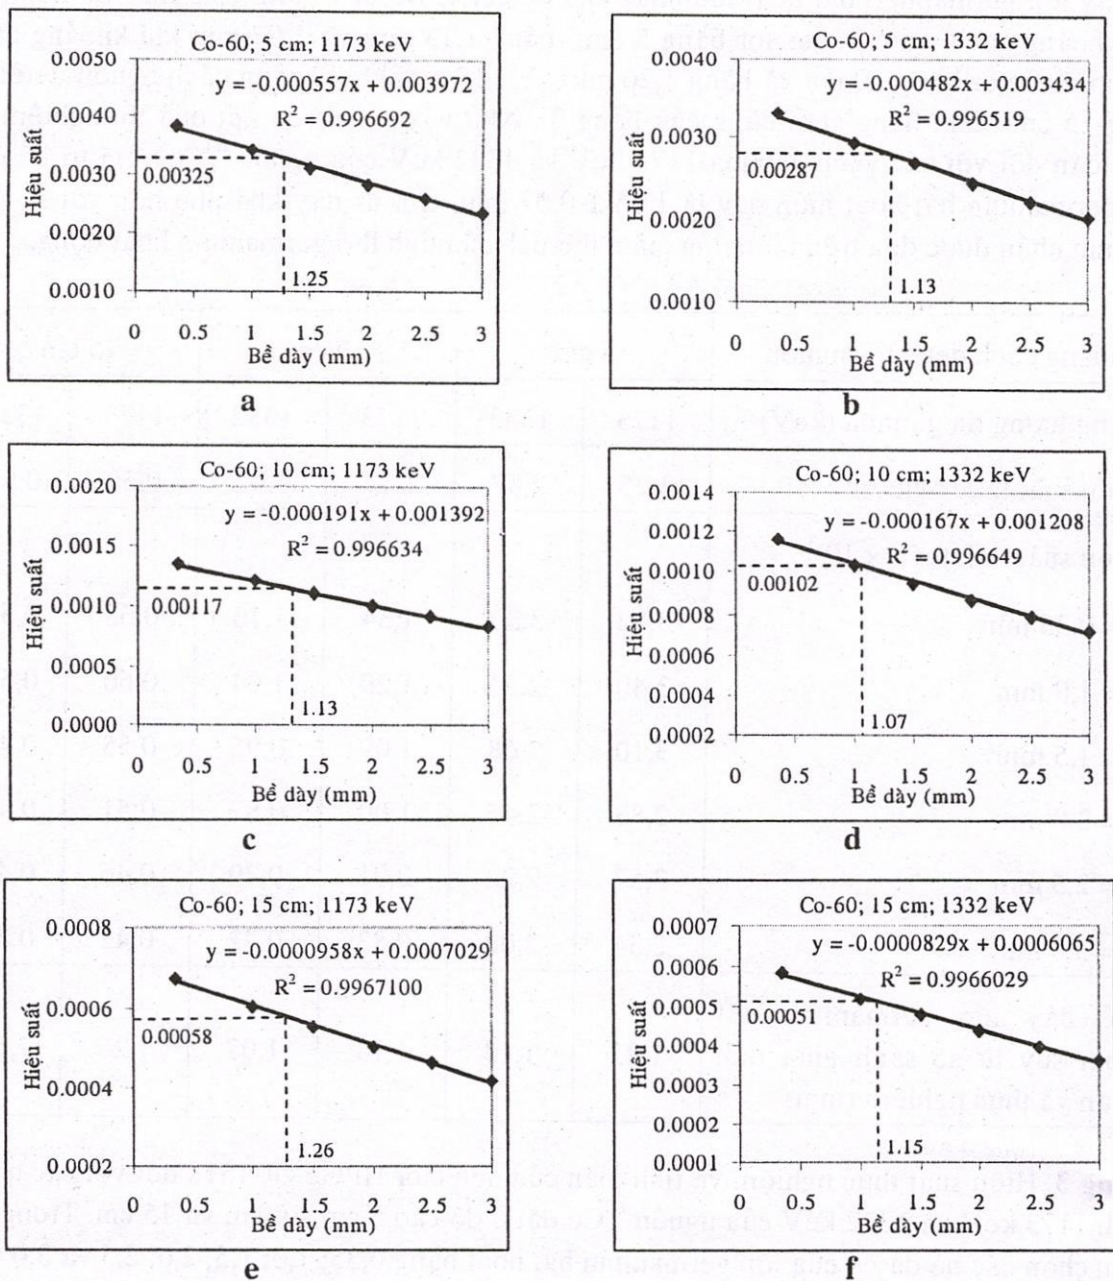 Co-60; 5 cm; 1173 keV
0.0050
0.0040
0.0030
0.0020
0.0010
y = -0.000557x + 0.003972
R² = 0.996692
0.00325
1.25
0 0.5 1 1.5 2 2.5 3
Bề dày (mm)
Hiệu suất
a
Co-60; 5 cm; 1332 keV
0.0040
0.0030
0.0020
0.0010
y = -0.000482x + 0.003434
R² = 0.996519
0.00287
1.13
0 0.5 1 1.5 2 2.5 3
Bề dày (mm)
Hiệu suất
b
Co-60; 10 cm; 1173 keV
0.0020
0.0015
0.0010
0.0005
0.0000
y = -0.000191x + 0.001392
R² = 0.996634
0.00117
1.13
0 0.5 1 1.5 2 2.5 3
Bề dày (mm)
Hiệu suất
c
Co-60; 10 cm; 1332 keV
0.0014
0.0012
0.0010
0.0008
0.0006
0.0004
0.0002
y = -0.000167x + 0.001208
R² = 0.996649
0.00102
1.07
0 0.5 1 1.5 2 2.5 3
Bề dày (mm)
Hiệu suất
d
Co-60; 15 cm; 1173 keV
0.0008
0.0006
0.0004
0.0002
y = -0.0000958x + 0.0007029
R² = 0.9967100
0.00058
1.26
0 0.5 1 1.5 2 2.5 3
Bề dày (mm)
Hiệu suất
e
Co-60; 15 cm; 1332 keV
0.0007
0.0006
0.0005
0.0004
0.0003
0.0002
0.0001
y = -0.0000829x + 0.0006065
R² = 0.9966029
0.00051
1.15
0 0.5 1 1.5 2 2.5 3
Bề dày (mm)
Hiệu suất
f